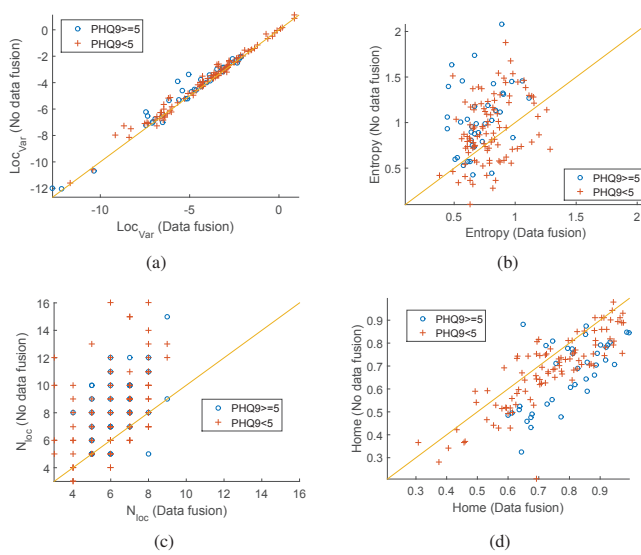 PHQ9>=5
PHQ9<5
Loc_Var (No data fusion)
0
-2
-4
-6
-8
-10
-12
-10
-5
0
Loc_Var (Data fusion)
(a)
Entropy (No data fusion)
2
1.5
1
0.5
PHQ9>=5
PHQ9<5
0.5
1
1.5
2
Entropy (Data fusion)
(b)
N_loc (No data fusion)
16
14
12
10
8
6
4
PHQ9>=5
PHQ9<5
4
6
8
10
12
14
16
N_loc (Data fusion)
(c)
PHQ9>=5
PHQ9<5
Home (No data fusion)
0.9
0.8
0.7
0.6
0.5
0.4
0.3
0.3
0.4
0.5
0.6
0.7
0.8
0.9
Home (Data fusion)
(d)